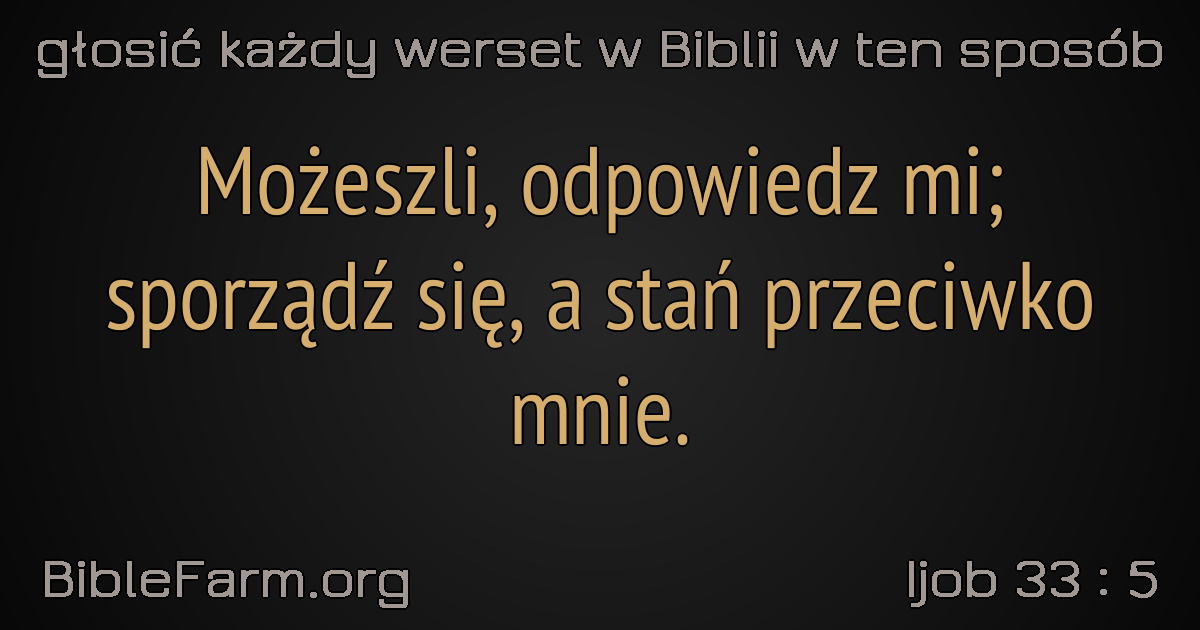 głosić każdy werset w Biblii w ten sposób
Możeszli, odpowiedz mi;
sporządź się, a stań przeciwko
mnie.
BibleFarm.org
Ijob 33 : 5